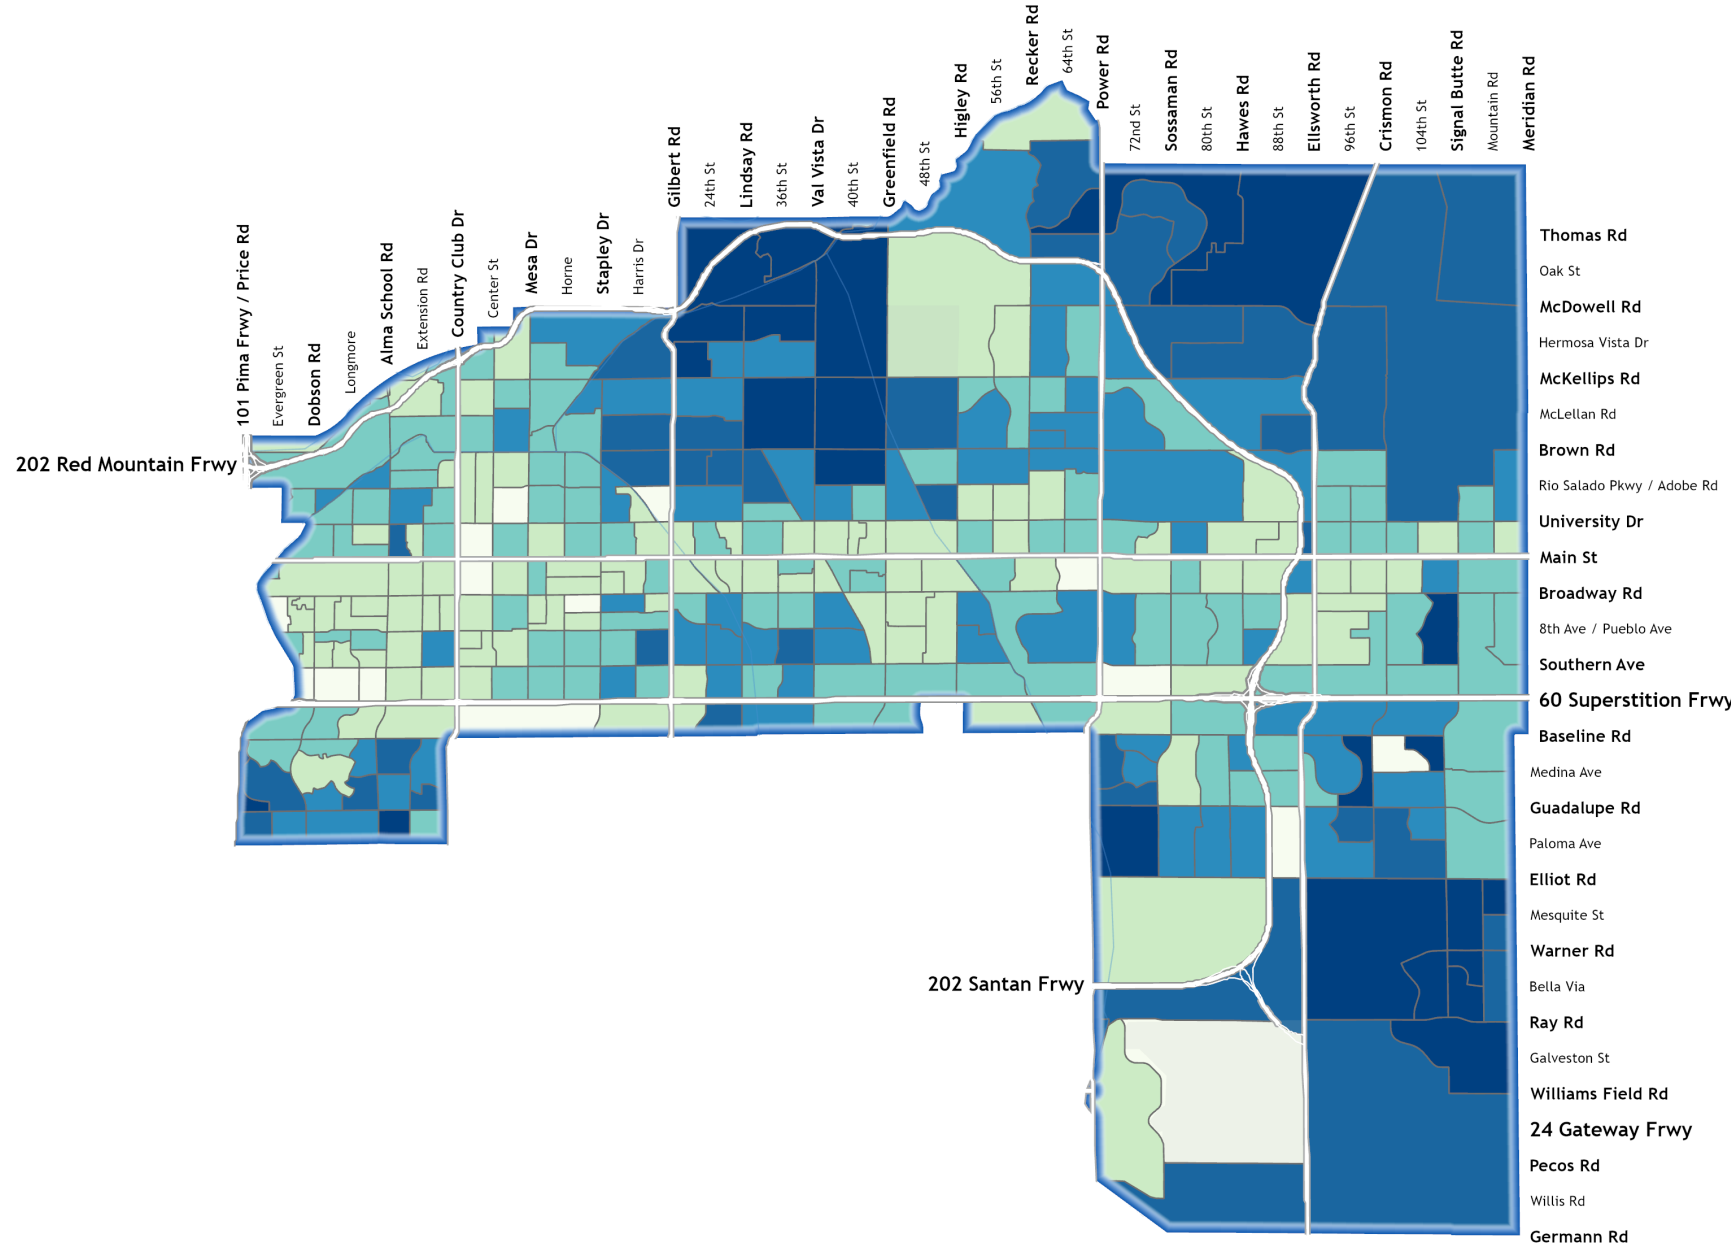 101 Pima Frwy / Price Rd
Evergreen St
Dobson Rd
Longmore
Alma School Rd
Extension Rd
Country Club Dr
Center St
Mesa Dr
Horne
Stapley Dr
Harris Dr
Gilbert Rd
24th St
Lindsay Rd
36th St
Val Vista Dr
40th St
Greenfield Rd
48th St
Higley Rd
56th St
Recker Rd
64th St
Power Rd
72nd St
Sossaman Rd
80th St
Hawes Rd
88th St
Ellsworth Rd
96th St
Crismon Rd
104th St
Signal Butte Rd
Mountain Rd
Meridian Rd
202 Red Mountain Frwy
Thomas Rd
Oak St
McDowell Rd
Hermosa Vista Dr
McKellips Rd
McLellan Rd
Brown Rd
Rio Salado Pkwy / Adobe Rd
University Dr
Main St
Broadway Rd
8th Ave / Pueblo Ave
Southern Ave
60 Superstition Frwy
Baseline Rd
Medina Ave
Guadalupe Rd
Paloma Ave
Elliot Rd
Mesquite St
Warner Rd
202 Santan Frwy
Bella Via
Ray Rd
Galveston St
Williams Field Rd
24 Gateway Frwy
Pecos Rd
Willis Rd
Germann Rd